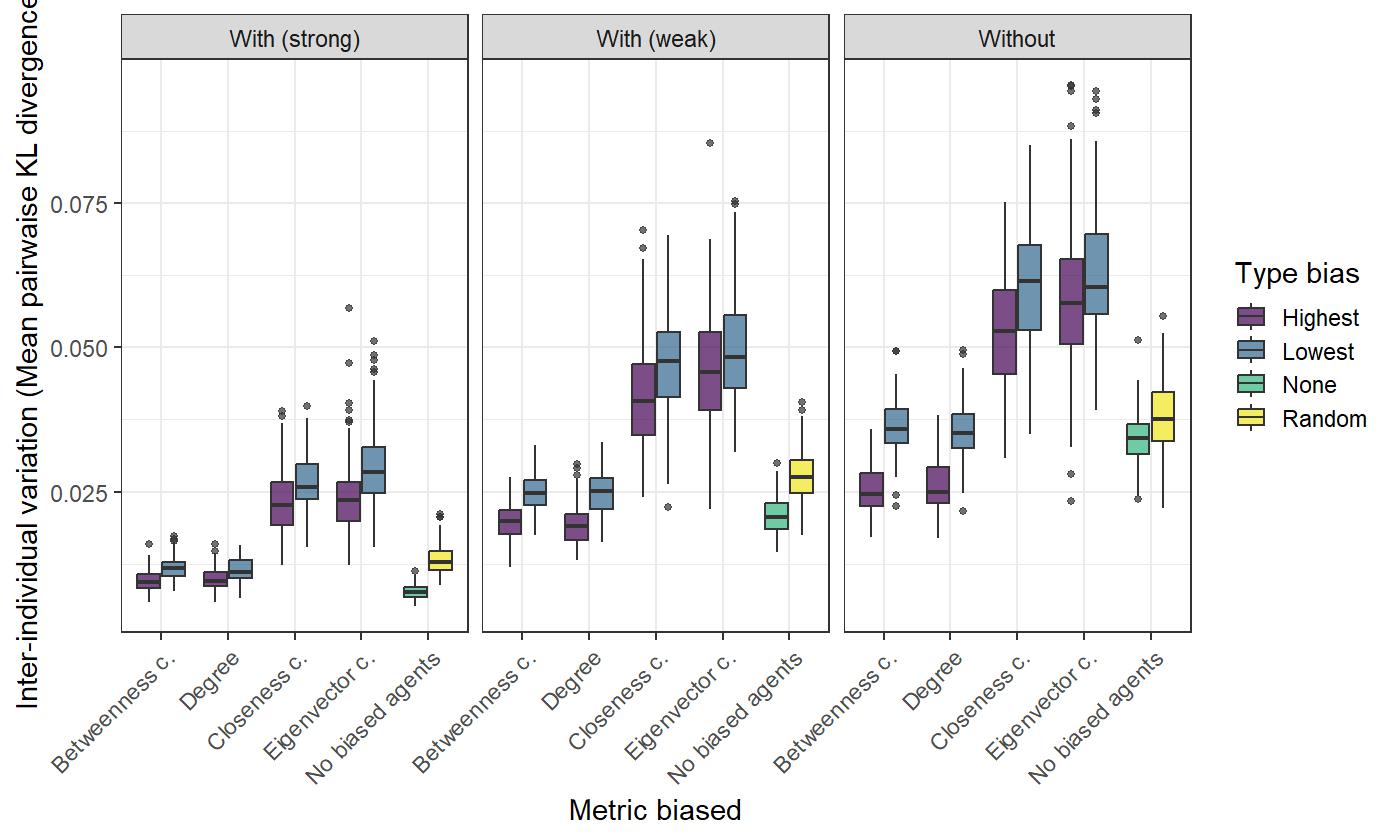 Inter-individual variation (Mean pairwaise KL divergence
With (strong)
With (weak)
Without
0.075
0.050
0.025
Betweenness c.
Degree
Closeness c.
Eigenvector c.
No biased agents
Betweenness c.
Degree
Closeness c.
Eigenvector c.
No biased agents
Betweenness c.
Degree
Closeness c.
Eigenvector c.
No biased agents
Metric biased
Type bias
Highest
Lowest
None
Random